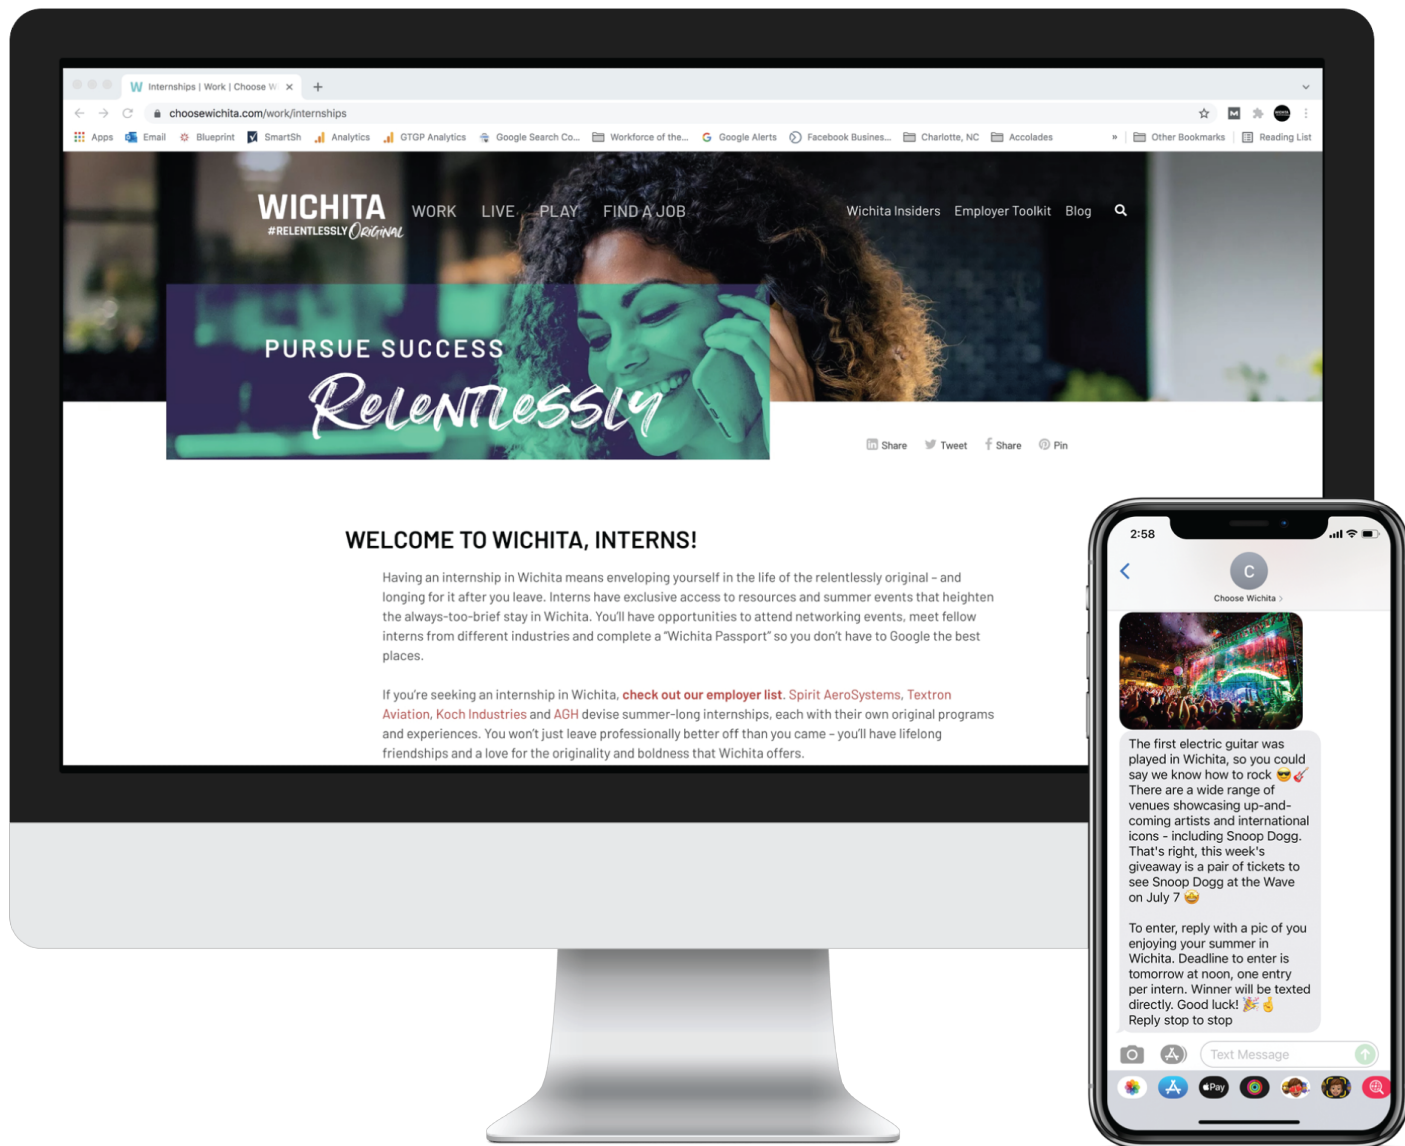 Internships | Work | Choose W
choosewichita.com/work/internships
Apps Email Blueprint SmartSh Analytics GTGP Analytics Google Search Co... Workforce of the... Google Alerts Facebook Busines... Charlotte, NC Accolades » Other Bookmarks Reading List
WICHITA
#RELENTLESSLY Original
WORK LIVE PLAY FIND A JOB
Wichita Insiders Employer Toolkit Blog
PURSUE SUCCESS
Relentlessly
Share Tweet Share Pin
WELCOME TO WICHITA, INTERNS!
Having an internship in Wichita means enveloping yourself in the life of the relentlessly original – and
longing for it after you leave. Interns have exclusive access to resources and summer events that heighten
the always-too-brief stay in Wichita. You'll have opportunities to attend networking events, meet fellow
interns from different industries and complete a "Wichita Passport" so you don't have to Google the best
places.
If you're seeking an internship in Wichita, check out our employer list. Spirit AeroSystems, Textron
Aviation, Koch Industries and AGH devise summer-long internships, each with their own original programs
and experiences. You won't just leave professionally better off than you came – you'll have lifelong
friendships and a love for the originality and boldness that Wichita offers.
2:58
C
Choose Wichita
The first electric guitar was
played in Wichita, so you could
say we know how to rock 😎🎸
There are a wide range of
venues showcasing up-and-
coming artists and international
icons - including Snoop Dogg.
That's right, this week's
giveaway is a pair of tickets to
see Snoop Dogg at the Wave
on July 7 🤩
To enter, reply with a pic of you
enjoying your summer in
Wichita. Deadline to enter is
tomorrow at noon, one entry
per intern. Winner will be texted
directly. Good luck! 🎉🤞
Reply stop to stop
Text Message
Pay